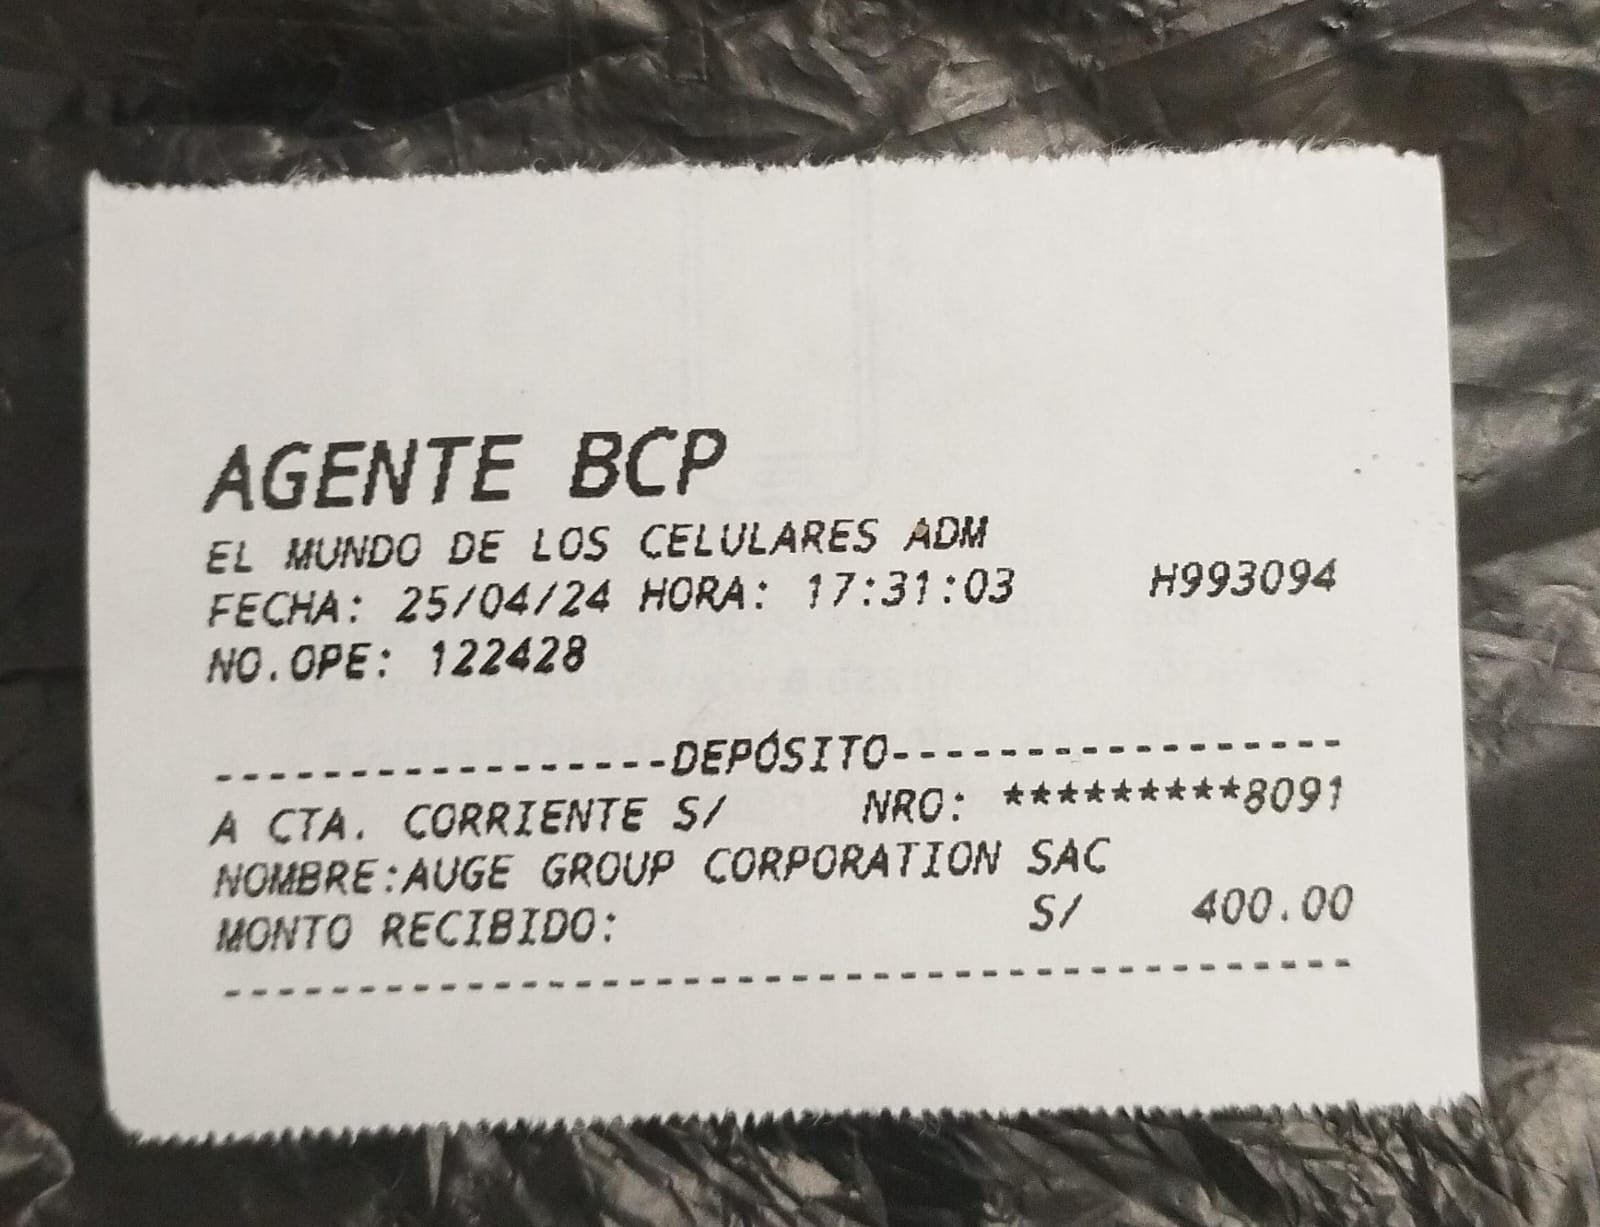 AGENTE BCP
EL MUNDO DE LOS CELULARES ADM
FECHA: 25/04/24 HORA: 17:31:03 H993094
NO.OPE: 122428
-----------------DEPÓSITO-----------------
A CTA. CORRIENTE S/ NRO: *********8091
NOMBRE:AUGE GROUP CORPORATION SAC
MONTO RECIBIDO: S/ 400.00
------------------------------------------